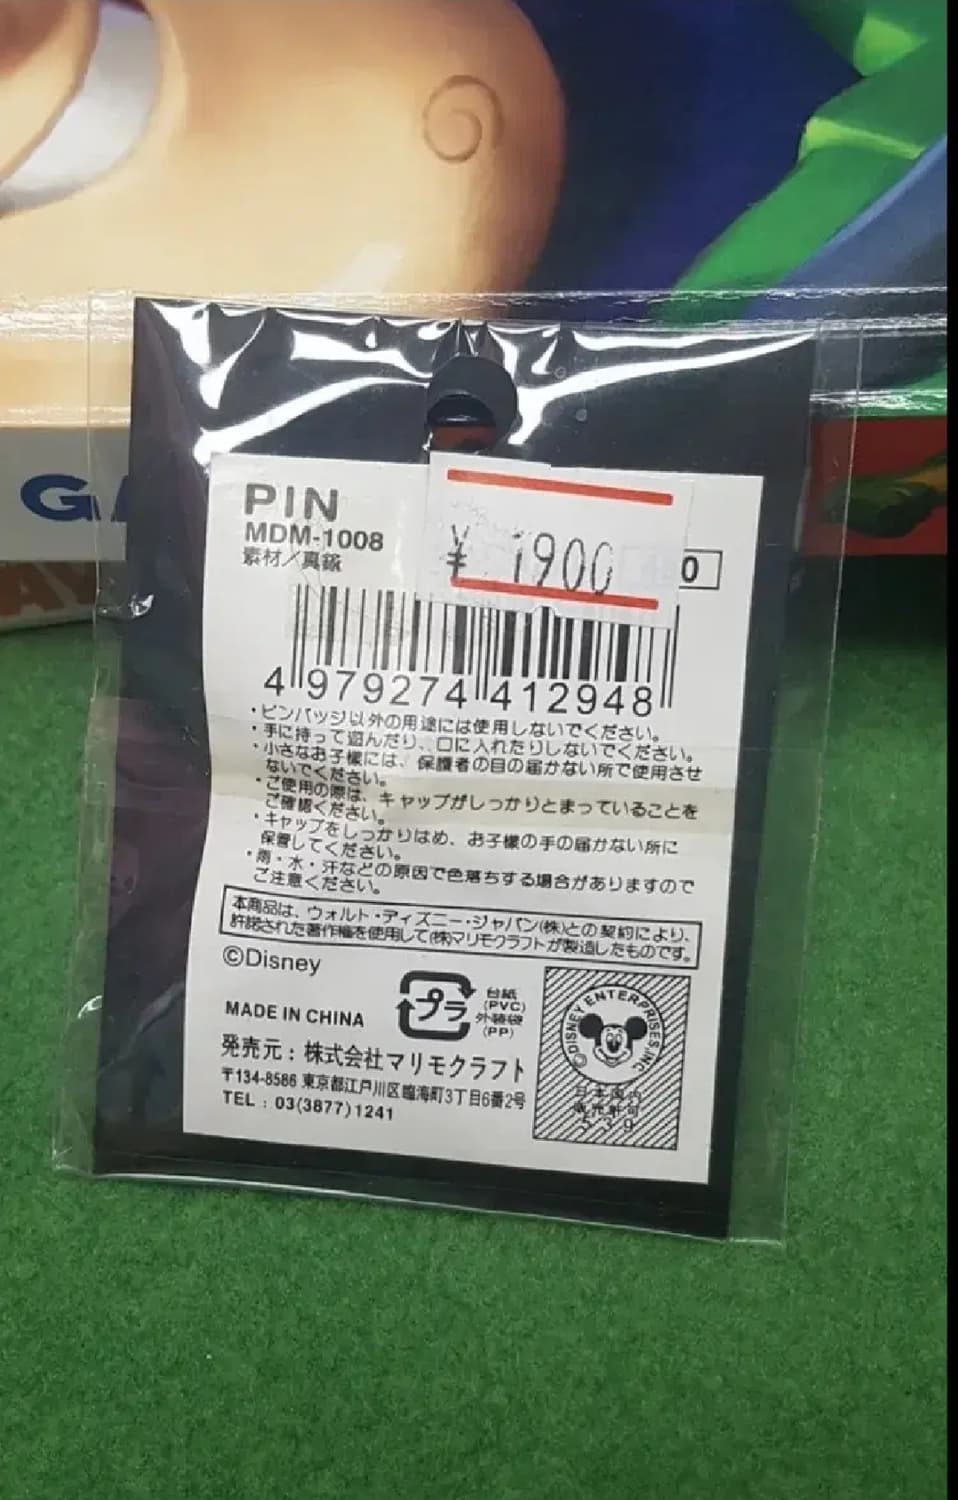 PIN
MDM-1008
素材/真鍮
¥ 1900
0
4 979274 412948
・ピンバッジ以外の用途には使用しないでください。
・手に持って遊んだり、口に入れたりしないでください。
・小さなお子様には、保護者の目の届かない所で使用させ
ないでください。
・ご使用の際は、キャップがしっかりとまっていることを
ご確認ください。
・キャップをしっかりはめ、お子様の手の届かない所に
保管してください。
・雨・水・汗などの原因で色落ちする場合がありますので
ご注意ください。
本商品は、ウォルト・ディズニー・ジャパン(株)との契約により、
許諾された著作権を使用して(株)マリモクラフトが製造したものです。
©Disney
MADE IN CHINA
プラ
台紙
(PVC)
外装袋
(PP)
©DISNEY ENTERPRISES,INC.
日本国内
販売許可
539
発売元:株式会社マリモクラフト
〒134-8586 東京都江戸川区臨海町3丁目6番2号
TEL : 03(3877)1241